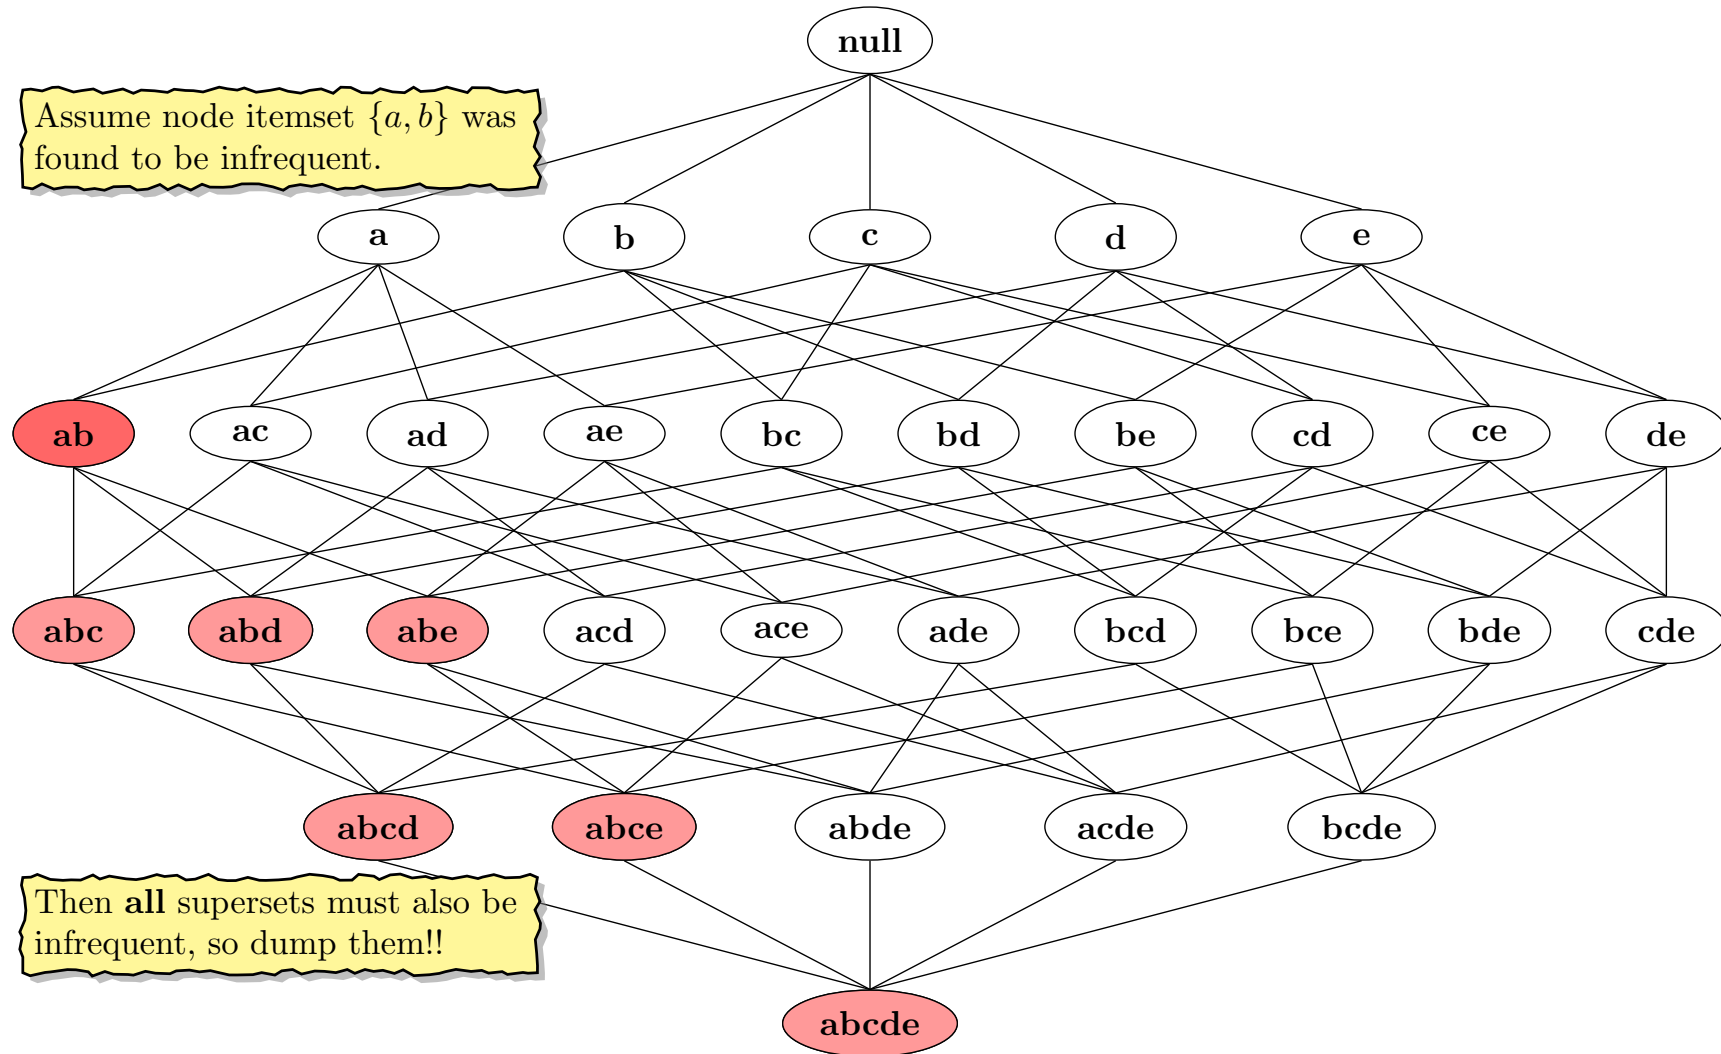 null
Assume node itemset {a, b} was
found to be infrequent.
a b c d e
ab ac ad ae bc bd be cd ce de
abc abd abe acd ace ade bcd bce bde cde
abcd abce abde acde bcde
Then all supersets must also be
infrequent, so dump them!!
abcde